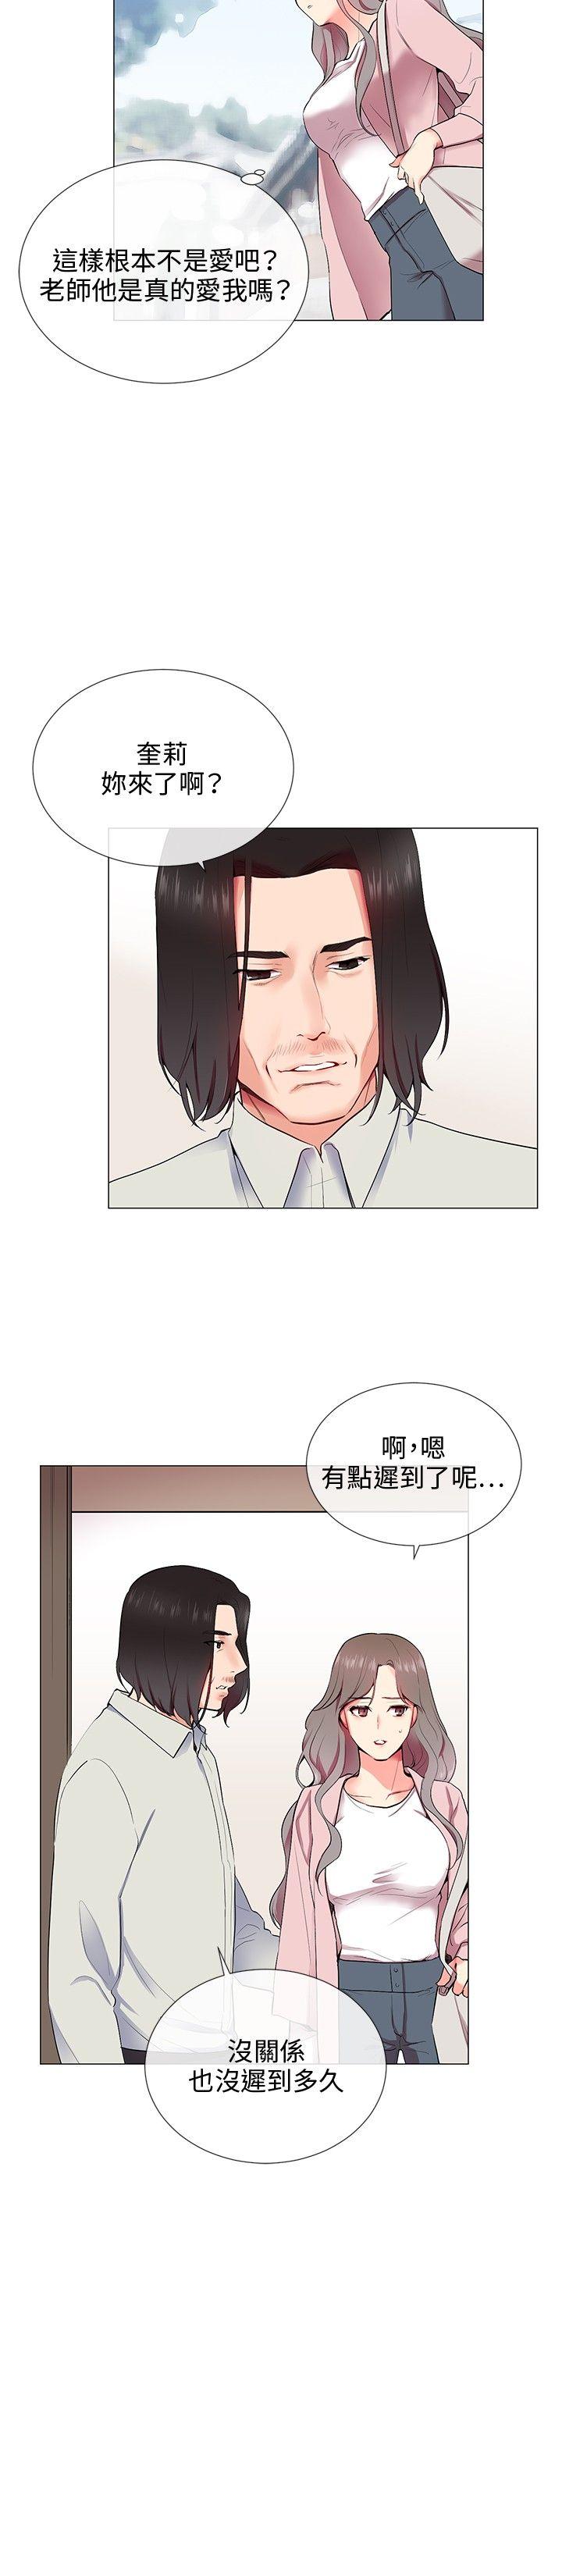 這樣根本不是愛吧？
老師他是真的愛我嗎？
奎莉
妳來了啊？
啊，嗯
有點遲到了呢...
沒關係
也沒遲到多久